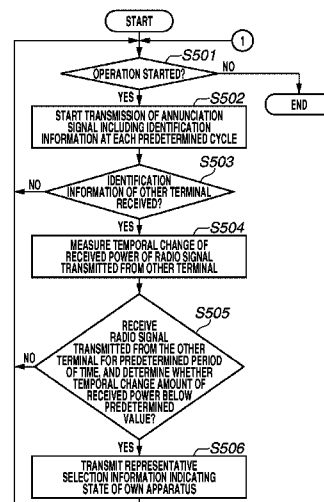 START
1
S501
OPERATION STARTED?
NO
YES
END
S502
START TRANSMISSION OF ANNUNCIATION
SIGNAL INCLUDING IDENTIFICATION
INFORMATION AT EACH PREDETERMINED CYCLE
S503
IDENTIFICATION
INFORMATION OF OTHER TERMINAL
RECEIVED?
NO
YES
S504
MEASURE TEMPORAL CHANGE OF
RECEIVED POWER OF RADIO SIGNAL
TRANSMITTED FROM OTHER TERMINAL
S505
RECEIVE
RADIO SIGNAL
TRANSMITTED FROM THE OTHER
TERMINAL FOR PREDETERMINED PERIOD
OF TIME, AND DETERMINE WHETHER
TEMPORAL CHANGE AMOUNT OF
RECEIVED POWER BELOW
PREDETERMINED
VALUE?
NO
YES
S506
TRANSMIT REPRESENTATIVE
SELECTION INFORMATION INDICATING
STATE OF OWN APPARATUS